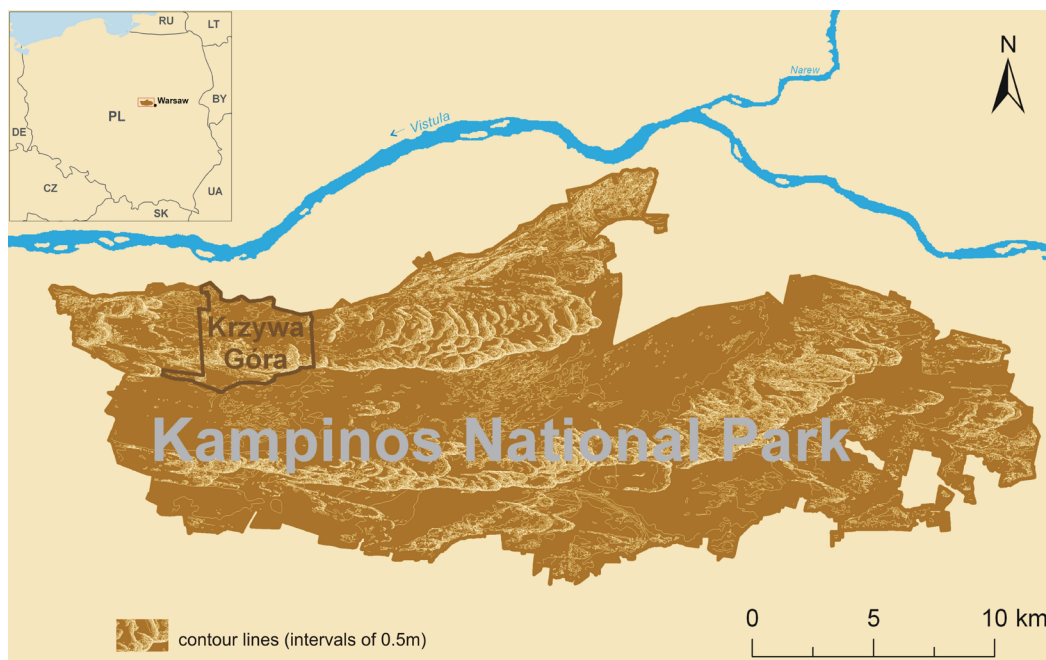 RU
LT
Warsaw
PL
BY
DE
CZ
UA
SK
N
Narew
← Vistula
Krzywa
Góra
Kampinos National Park
contour lines (intervals of 0.5m)
0 5 10 km